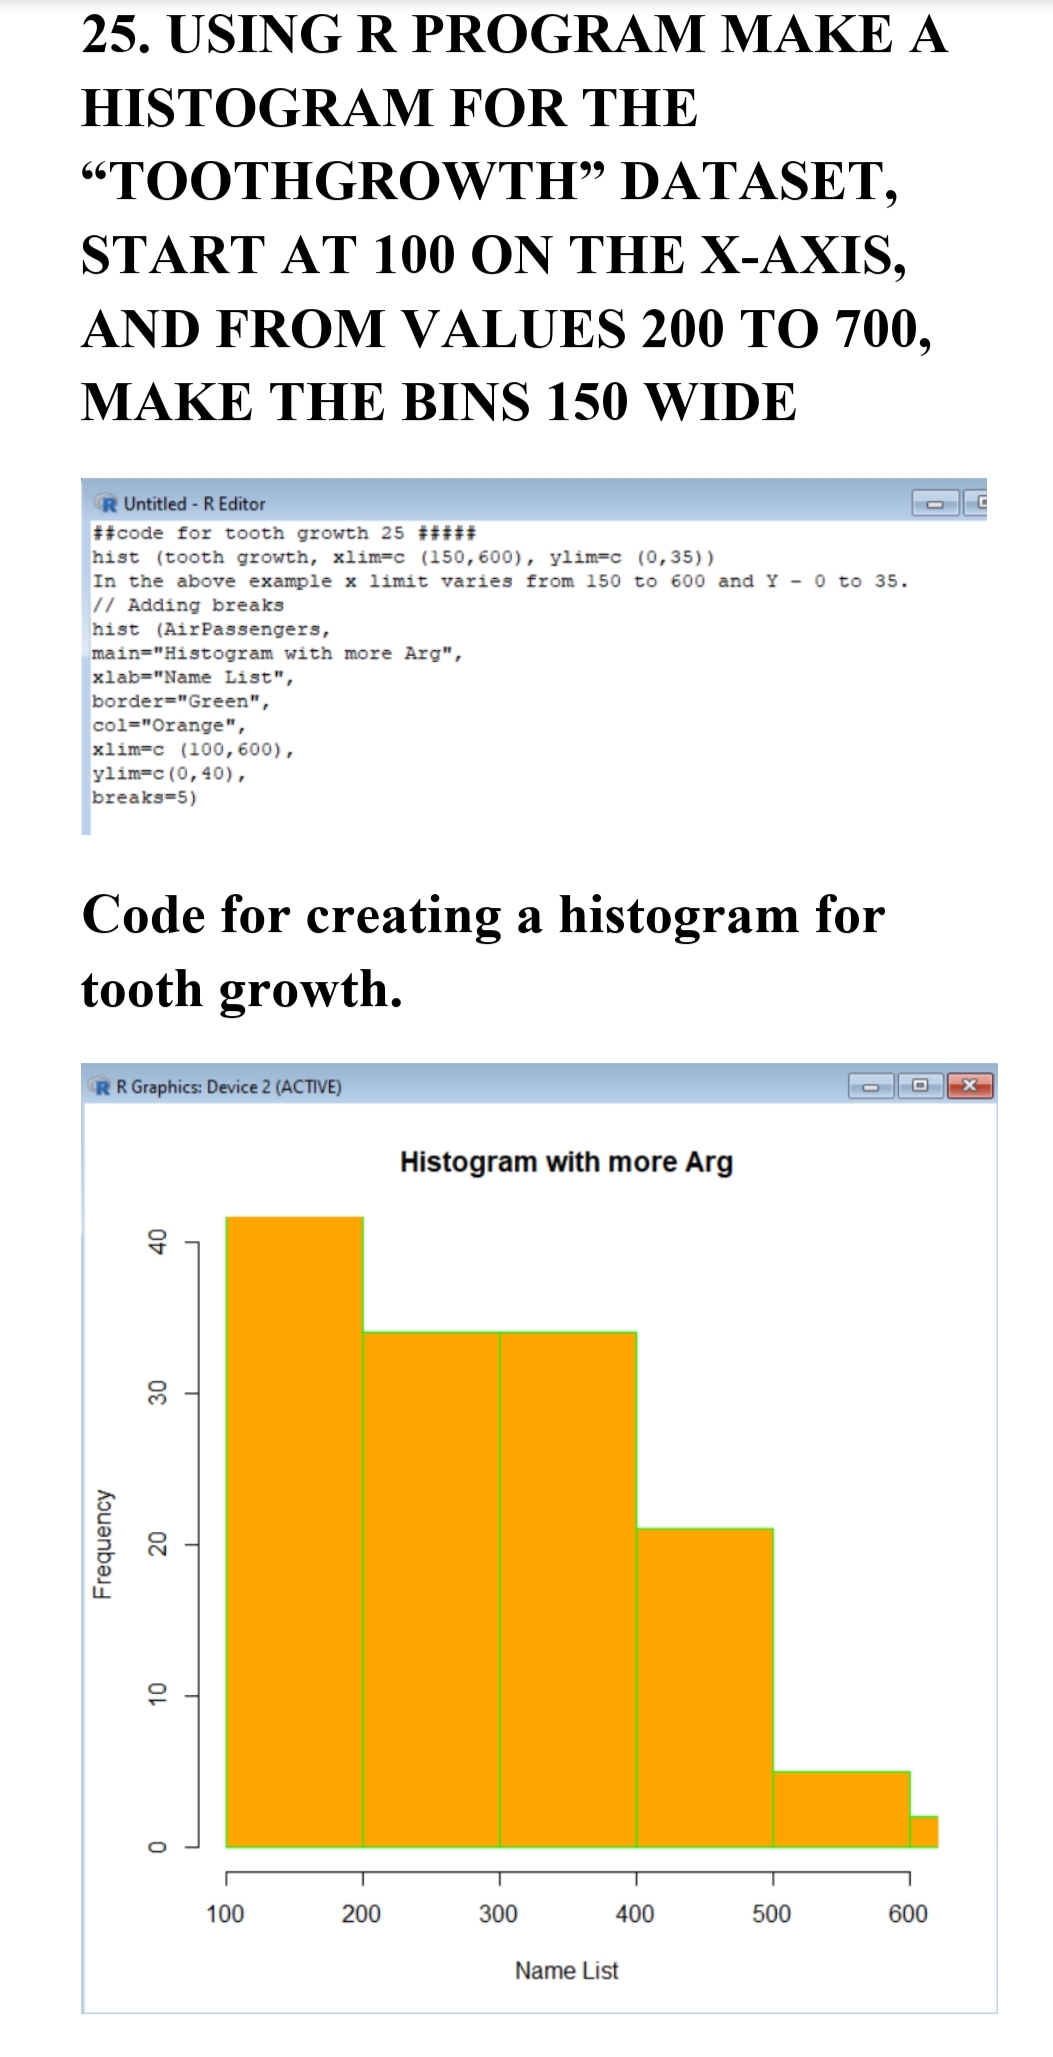 25. USING R PROGRAM MAKE A
HISTOGRAM FOR THE
“TOOTHGROWTH” DATASET,
START AT 100 ON THE X-AXIS,
AND FROM VALUES 200 TO 700,
MAKE THE BINS 150 WIDE
Untitled - R Editor
##code for tooth growth 25 #####
hist (tooth growth, xlim=c (150,600), ylim=c (0,35))
In the above example x limit varies from 150 to 600 and Y - 0 to 35.
// Adding breaks
hist (AirPassengers,
main="Histogram with more Arg",
xlab="Name List",
border="Green",
col="Orange",
xlim=c (100,600),
ylim=c(0,40),
breaks=5)
Code for creating a histogram for
tooth growth.
R Graphics: Device 2 (ACTIVE)
Histogram with more Arg
40
30
20
10
0
Frequency
100 200 300 400 500 600
Name List